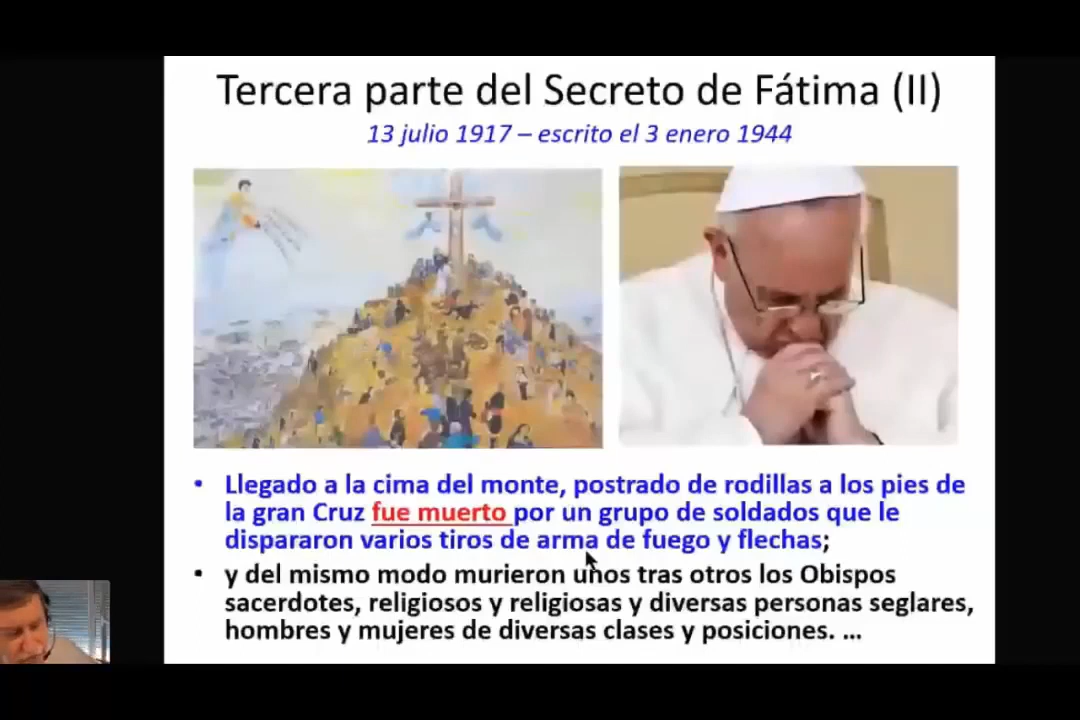 Tercera parte del Secreto de Fátima (II)
13 julio 1917 – escrito el 3 enero 1944
• Llegado a la cima del monte, postrado de rodillas a los pies de
la gran Cruz fue muerto por un grupo de soldados que le
dispararon varios tiros de arma de fuego y flechas;
• y del mismo modo murieron unos tras otros los Obispos
sacerdotes, religiosos y religiosas y diversas personas seglares,
hombres y mujeres de diversas clases y posiciones. ...